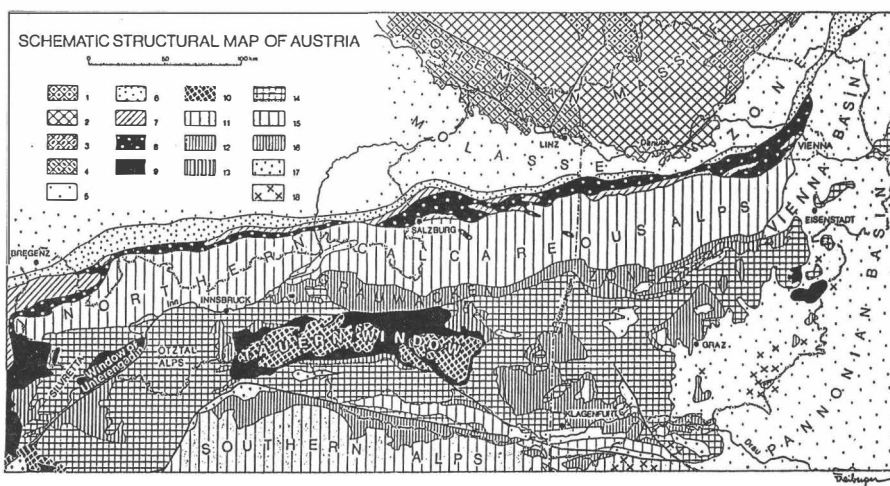 SCHEMATIC STRUCTURAL MAP OF AUSTRIA
0 50 100 km
1 6 10 14
2 7 11 15
3 8 12 16
4 9 13 17
5 18
BOHEMIAN MASSIF
MOLASSE ZONE
LINZ
Danube
VIENNA
VIENNA BASIN
EISENSTADT
SALZBURG
BREGENZ
NORTHERN CALCAREOUS ALPS
Inn
INNSBRUCK
GRAUWACKEN ZONE
TAUERN WINDOW
ÖTZTAL
ALPS
SILVRETTA
Window of
Unterengadin
GRAZ
KLAGENFURT
SOUTHERN ALPS
Drau
PANNONIAN BASIN